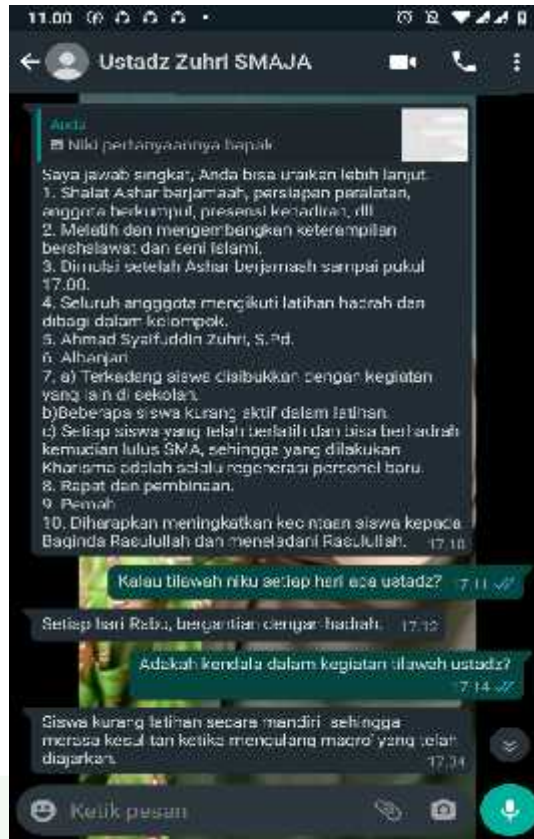 11.00
Ustadz Zuhri SMAJA
Anda
Niki pertanyaannya bapak
Saya jawab singkat, Anda bisa uraikan lebih lanjut.
1. Shalat Ashar berjamaah, persiapan peralatan,
anggota berkumpul, presensi kehadiran, dll
2. Melatih dan mengembangkan keterampilan
bershalawat dan seni Islami.
3. Dimulai setelah Ashar berjamaah sampai pukul
17.00.
4. Seluruh angggota mengikuti latihan hadrah dan
dibagi dalam kelompok.
5. Ahmad Syaifuddin Zuhri, S.Pd.
6. Albanjari
7. a) Terkadang siswa disibukkan dengan kegiatan
yang lain di sekolah.
b)Beberapa siswa kurang aktif dalam latihan.
c) Setiap siswa yang telah berlatih dan bisa berhadrah
kemudian lulus SMA, sehingga yang dilakukan
Kharisma adalah selalu regenerasi personel baru.
8. Rapat dan pembinaan.
9. Pernah
10. Diharapkan meningkatkan kecintaan siswa kepada
Baginda Rasulullah dan meneladani Rasulullah. 17.10
Kalau tilawah niku setiap hari apa ustadz? 17.11
Setiap hari Rabu, bergantian dengan hadrah. 17.12
Adakah kendala dalam kegiatan tilawah ustadz?
17.14
Siswa kurang latihan secara mandiri sehingga
merasa kesulitan ketika mengulang maqro' yang telah
diajarkan.
Ketik pesan